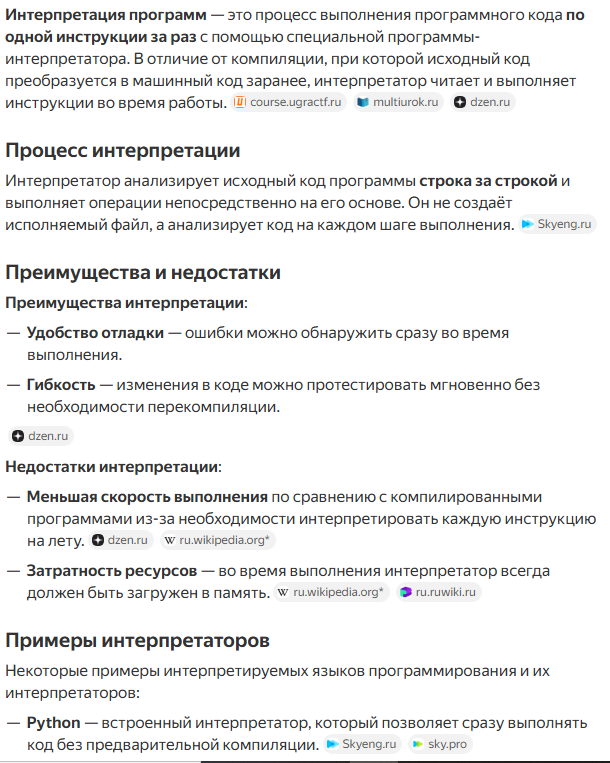 Интерпретация программ — это процесс выполнения программного кода по
одной инструкции за раз с помощью специальной программы-
интерпретатора. В отличие от компиляции, при которой исходный код
преобразуется в машинный код заранее, интерпретатор читает и выполняет
инструкции во время работы. course.ugractf.ru multiurok.ru dzen.ru
Процесс интерпретации
Интерпретатор анализирует исходный код программы строка за строкой и
выполняет операции непосредственно на его основе. Он не создаёт
исполняемый файл, а анализирует код на каждом шаге выполнения. Skyeng.ru
Преимущества и недостатки
Преимущества интерпретации:
— Удобство отладки — ошибки можно обнаружить сразу во время
выполнения.
— Гибкость — изменения в коде можно протестировать мгновенно без
необходимости перекомпиляции.
dzen.ru
Недостатки интерпретации:
— Меньшая скорость выполнения по сравнению с компилированными
программами из-за необходимости интерпретировать каждую инструкцию
на лету. dzen.ru W ru.wikipedia.org*
— Затратность ресурсов — во время выполнения интерпретатор всегда
должен быть загружен в память. W ru.wikipedia.org* ru.ruwiki.ru
Примеры интерпретаторов
Некоторые примеры интерпретируемых языков программирования и их
интерпретаторов:
— Python — встроенный интерпретатор, который позволяет сразу выполнять
код без предварительной компиляции. Skyeng.ru sky.pro